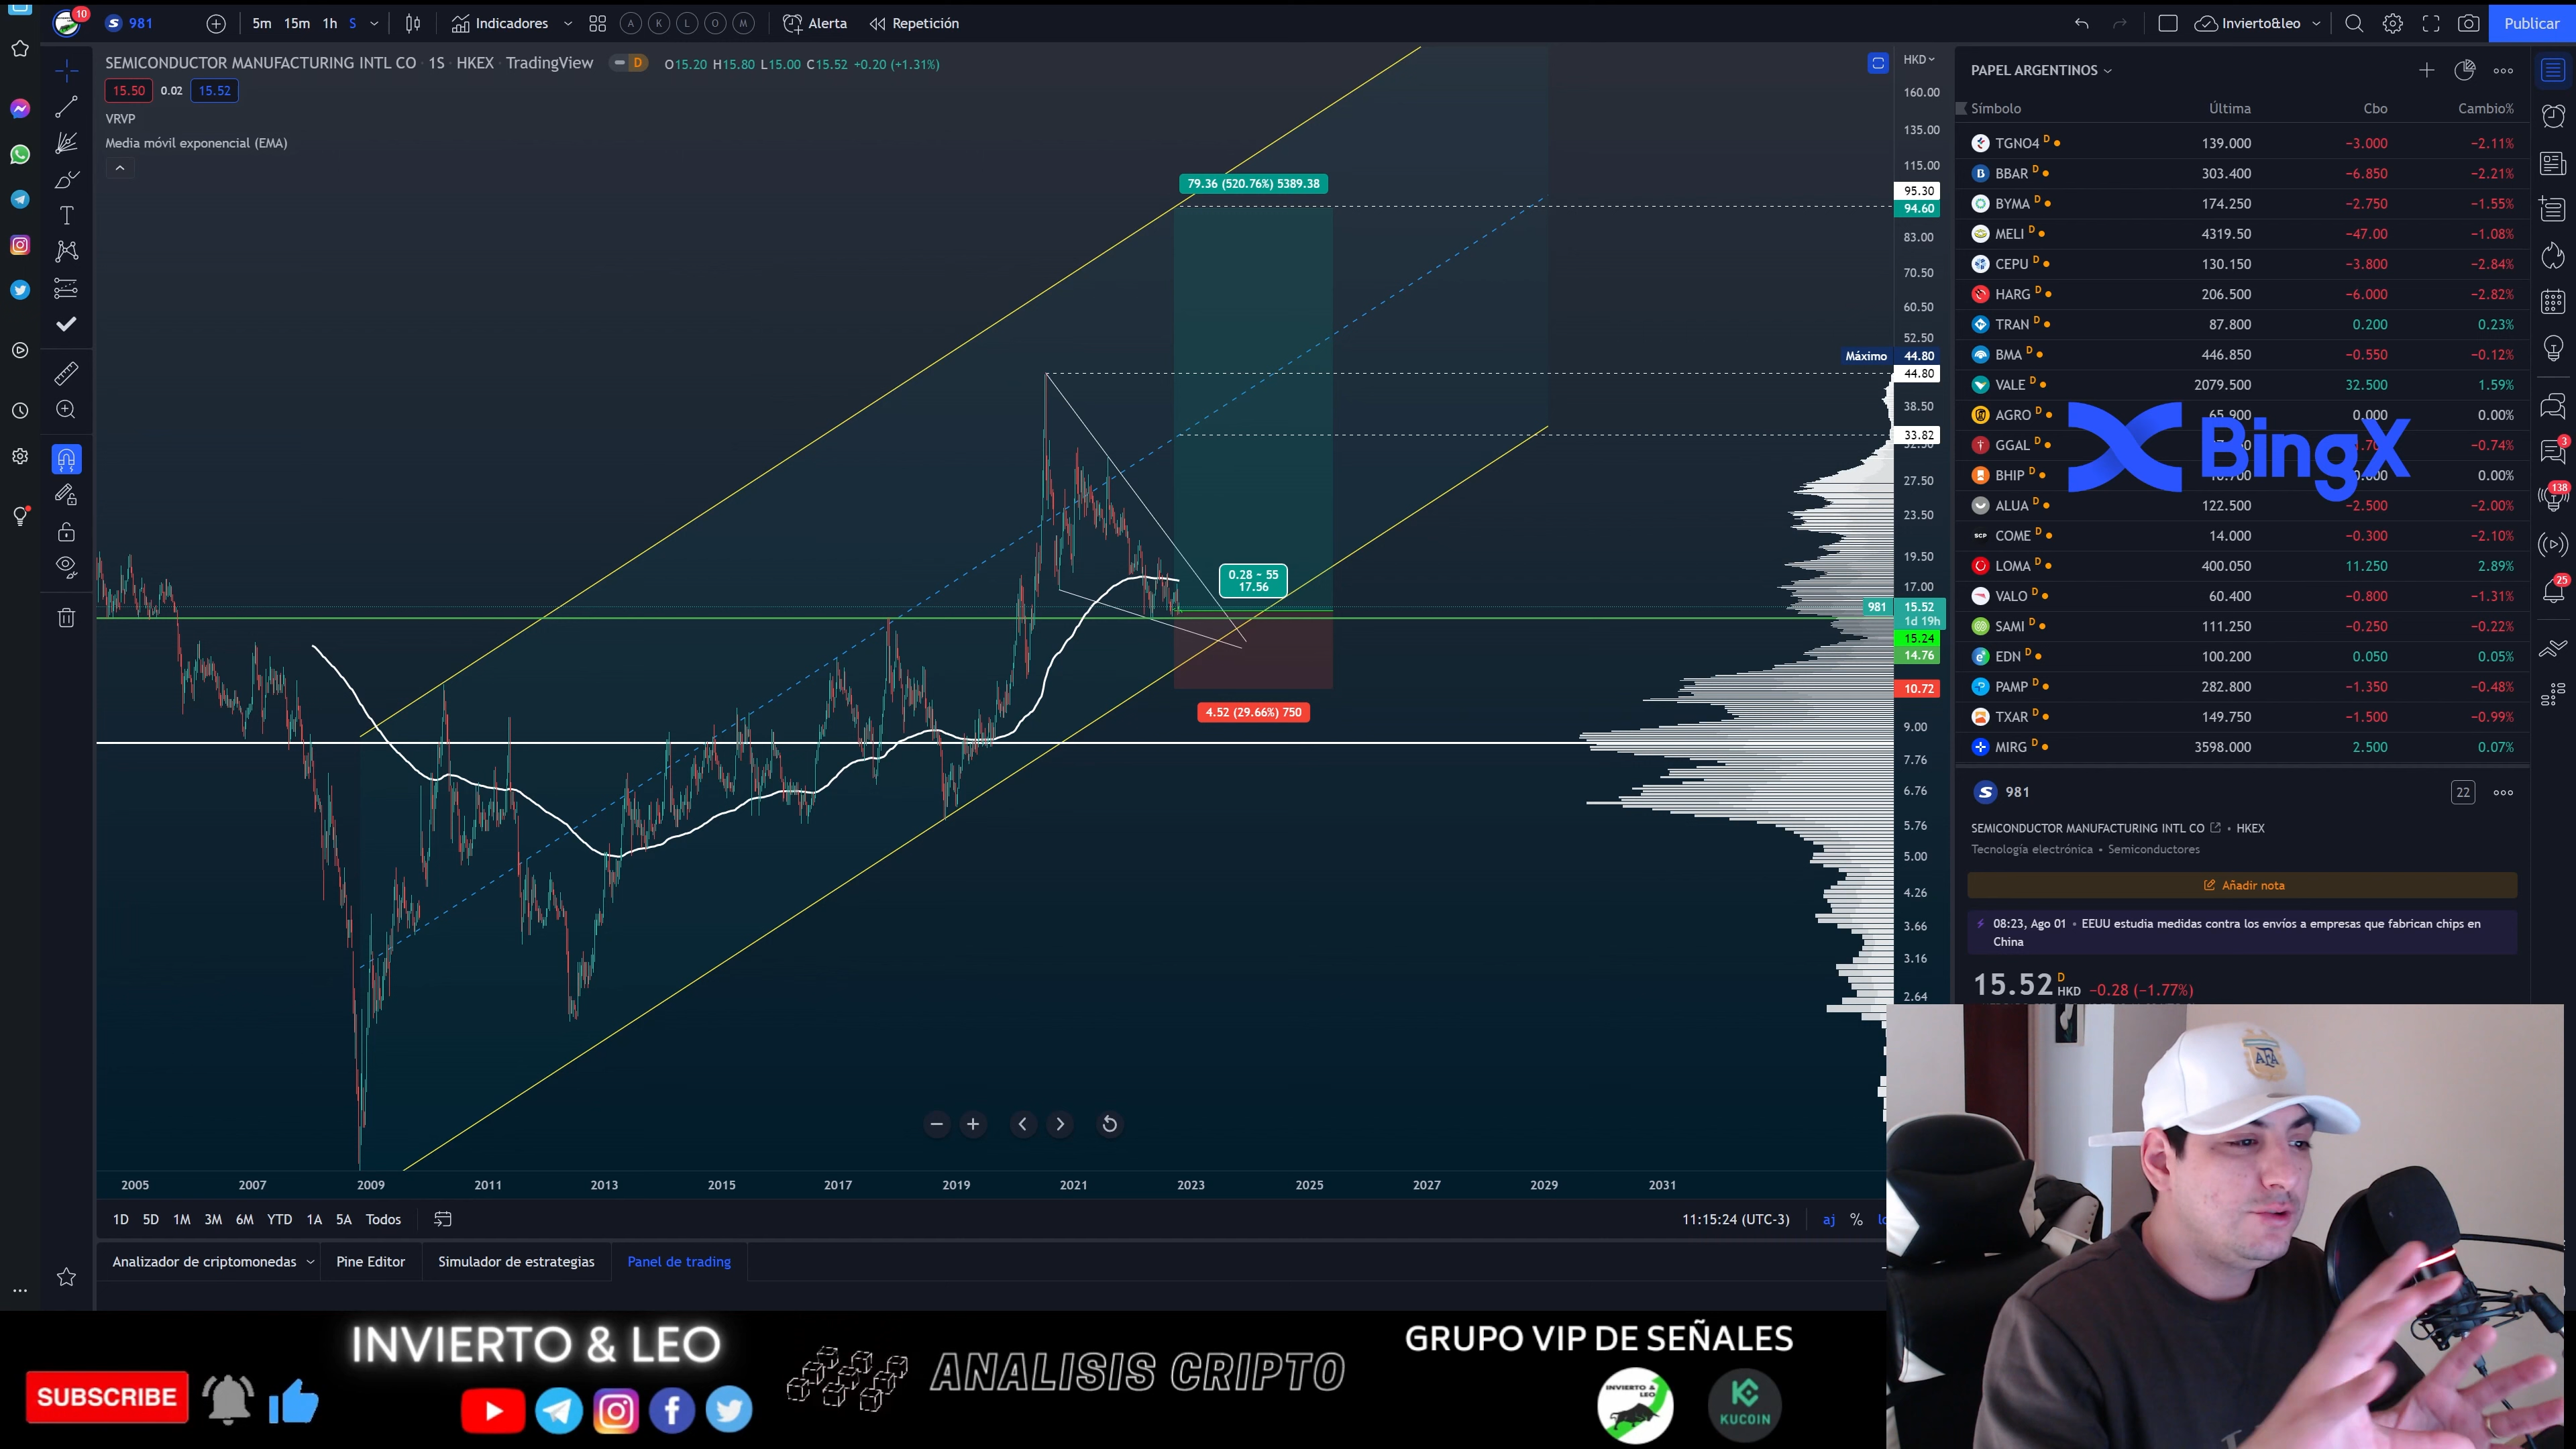 10
981
5m 15m 1h S
Indicadores
A K L O M
Alerta
Repetición
Invierto&leo
Publicar
SEMICONDUCTOR MANUFACTURING INTL CO · 1S · HKEX · TradingView
D
O15.20 H15.80 L15.00 C15.52 +0.20 (+1.31%)
15.50 0.02 15.52
VRVP
Media móvil exponencial (EMA)
HKD
160.00
135.00
115.00
95.30
94.60
83.00
70.50
60.50
52.50
Máximo 44.80
44.80
38.50
33.82
27.50
23.50
19.50
17.00
981 15.52
1d 19h
15.24
14.76
10.72
9.00
7.76
6.76
5.76
5.00
4.26
3.66
3.16
2.64
79.36 (520.76%) 5389.38
0.28 ~ 55
17.56
4.52 (29.66%) 750
2005 2007 2009 2011 2013 2015 2017 2019 2021 2023 2025 2027 2029 2031
1D 5D 1M 3M 6M YTD 1A 5A Todos
11:15:24 (UTC-3) aj %
Analizador de criptomonedas Pine Editor Simulador de estrategias Panel de trading
PAPEL ARGENTINOS
Símbolo Última Cbo Cambio%
TGNO4 D 139.000 −3.000 −2.11%
BBAR D 303.400 −6.850 −2.21%
BYMA D 174.250 −2.750 −1.55%
MELI D 4319.50 −47.00 −1.08%
CEPU D 130.150 −3.800 −2.84%
HARG D 206.500 −6.000 −2.82%
TRAN D 87.800 0.200 0.23%
BMA D 446.850 −0.550 −0.12%
VALE D 2079.500 32.500 1.59%
AGRO D 65.900 0.000 0.00%
GGAL D −0.74%
BHIP D 0.00%
BingX
ALUA D 122.500 −2.500 −2.00%
COME D 14.000 −0.300 −2.10%
LOMA D 400.050 11.250 2.89%
VALO D 60.400 −0.800 −1.31%
SAMI D 111.250 −0.250 −0.22%
EDN D 100.200 0.050 0.05%
PAMP D 282.800 −1.350 −0.48%
TXAR D 149.750 −1.500 −0.99%
MIRG D 3598.000 2.500 0.07%
3
138
25
981
22
SEMICONDUCTOR MANUFACTURING INTL CO • HKEX
Tecnología electrónica • Semiconductores
Añadir nota
08:23, Ago 01 • EEUU estudia medidas contra los envíos a empresas que fabrican chips en
China
15.52 D HKD −0.28 (−1.77%)
AFA
INVIERTO & LEO
SUBSCRIBE
ANALISIS CRIPTO
GRUPO VIP DE SEÑALES
INVIERTO &
LEO
KUCOIN